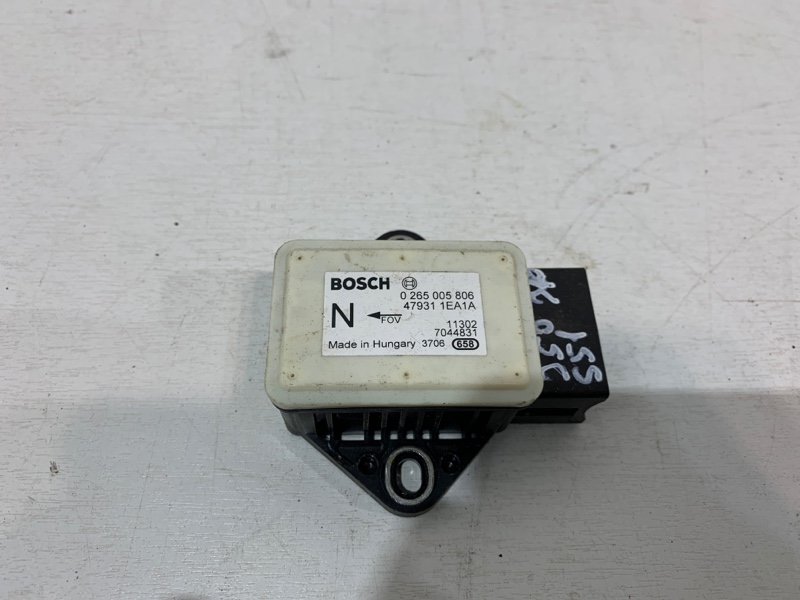 BOSCH
0 265 005 806
47931 1EA1A
N
FOV
11302
7044831
Made in Hungary 3706 658